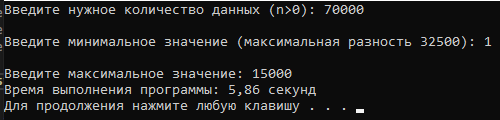 Введите нужное количество данных (n>0): 70000
Введите минимальное значение (максимальная разность 32500): 1
Введите максимальное значение: 15000
Время выполнения программы: 5,86 секунд
Для продолжения нажмите любую клавишу . . .